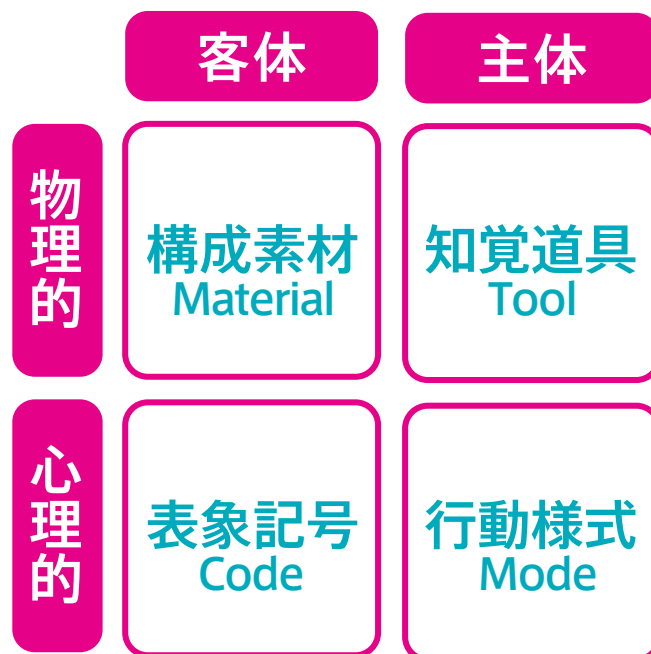 客体
主体
物理的
構成素材
Material
知覚道具
Tool
心理的
表象記号
Code
行動様式
Mode